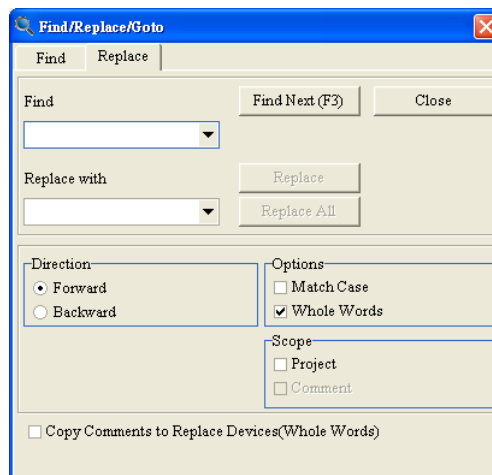 Find/Replace/Goto
Find Replace
Find Find Next (F3) Close
Replace with Replace
Replace All
Direction Options
Forward Match Case
Backward Whole Words
Scope
Project
Comment
Copy Comments to Replace Devices(Whole Words)